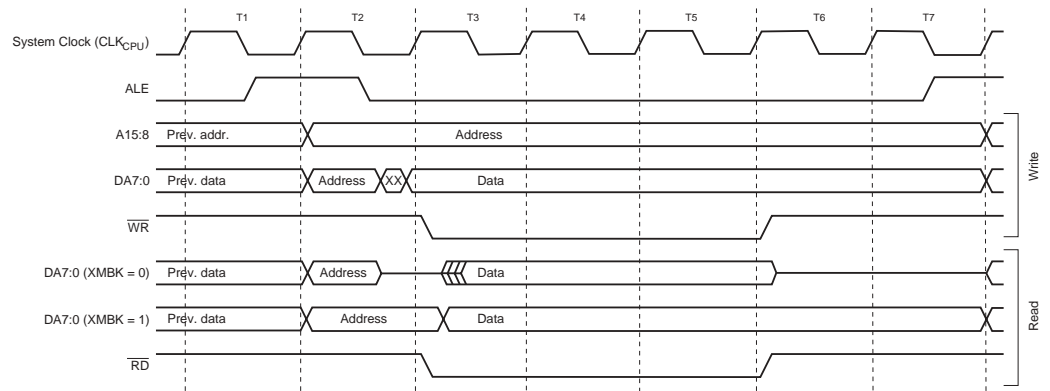 T1 T2 T3 T4 T5 T6 T7
System Clock (CLKCPU)
ALE
A15:8 Prev. addr. Address
DA7:0 Prev. data Address XX Data
WR
Write
DA7:0 (XMBK = 0) Prev. data Address Data
DA7:0 (XMBK = 1) Prev. data Address Data
RD
Read